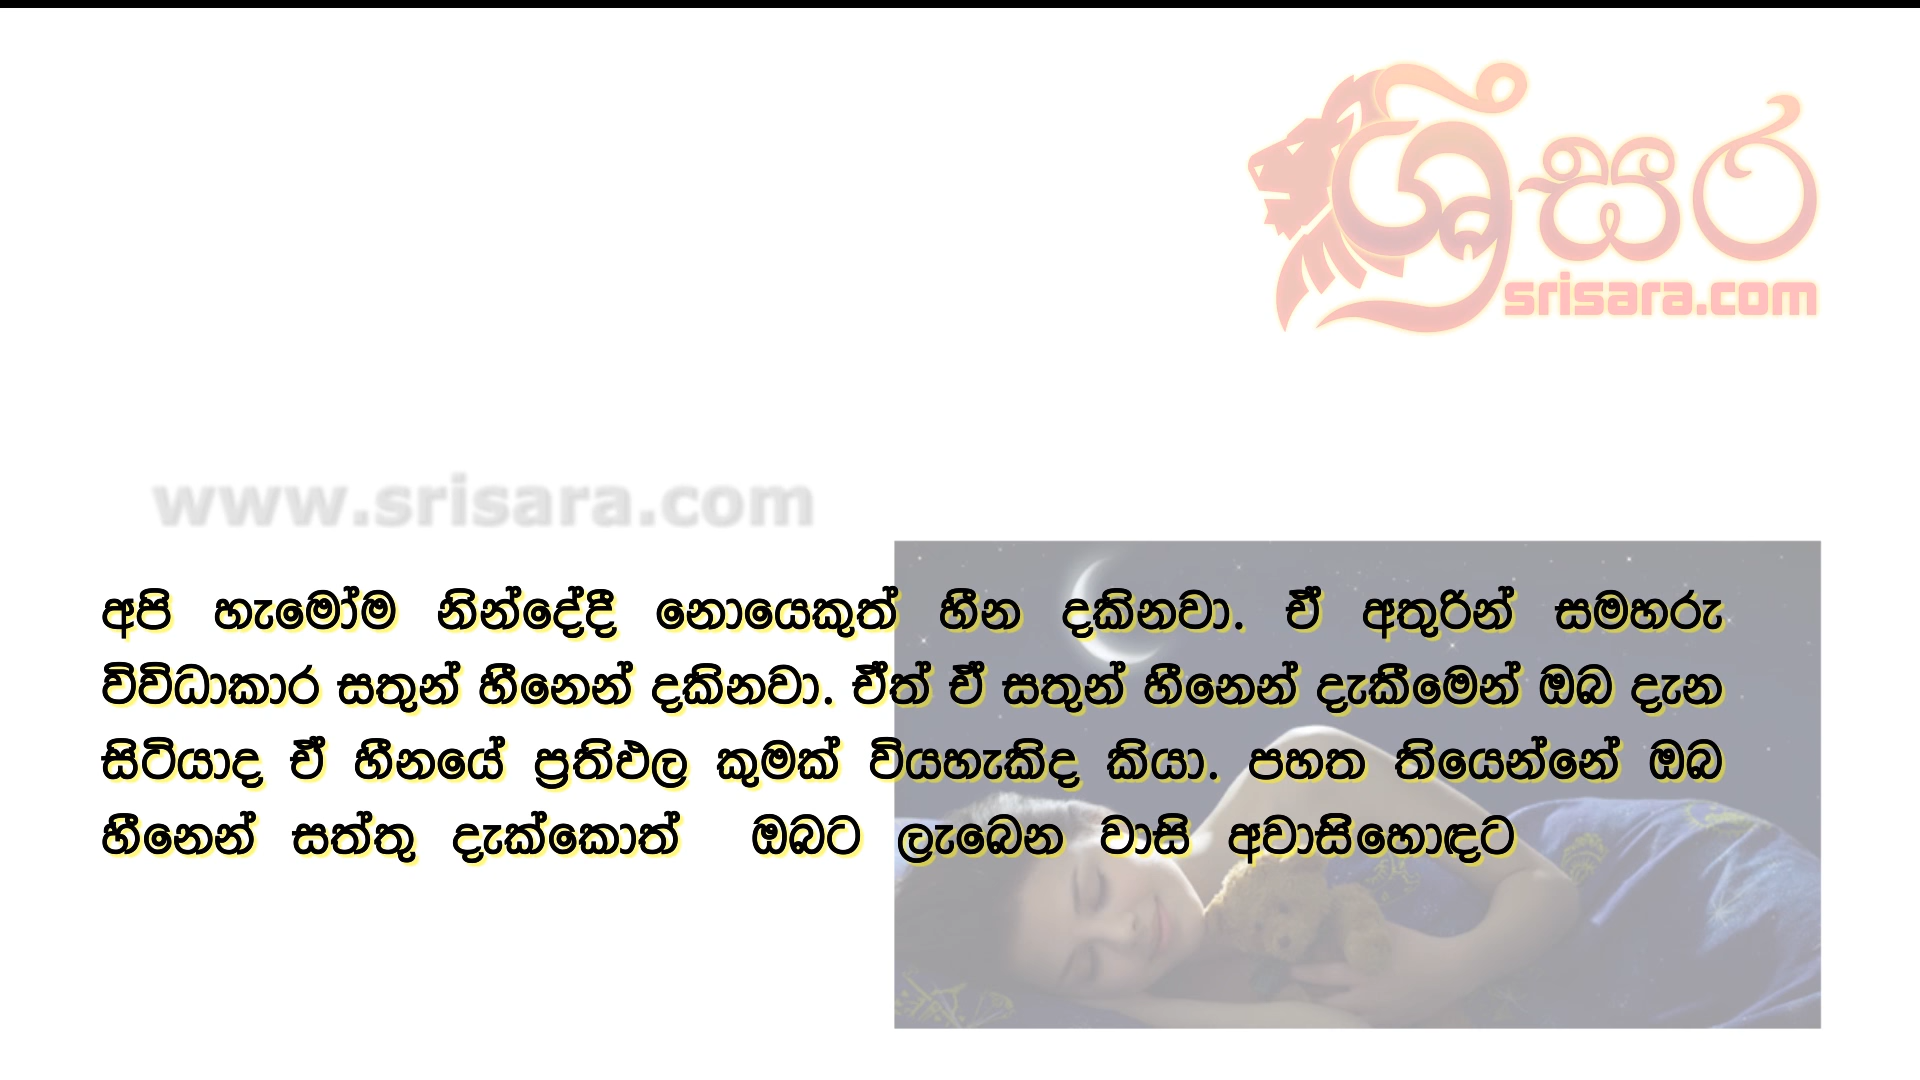 ශ්‍රීසර
srisara.com
www.srisara.com
අපි හැමෝම නින්දේදී නොයෙකුත් හීන දකිනවා. ඒ අතුරින් සමහරු
විවිධාකාර සතුන් හීනෙන් දකිනවා. ඒත් ඒ සතුන් හීනෙන් දැකීමෙන් ඔබ දැන
සිටියාද ඒ හීනයේ ප්‍රතිඵල කුමක් වියහැකිද කියා. පහත තියෙන්නේ ඔබ
හීනෙන් සත්තු දැක්කොත් ඔබට ලැබෙන වාසි අවාසිහොඳට